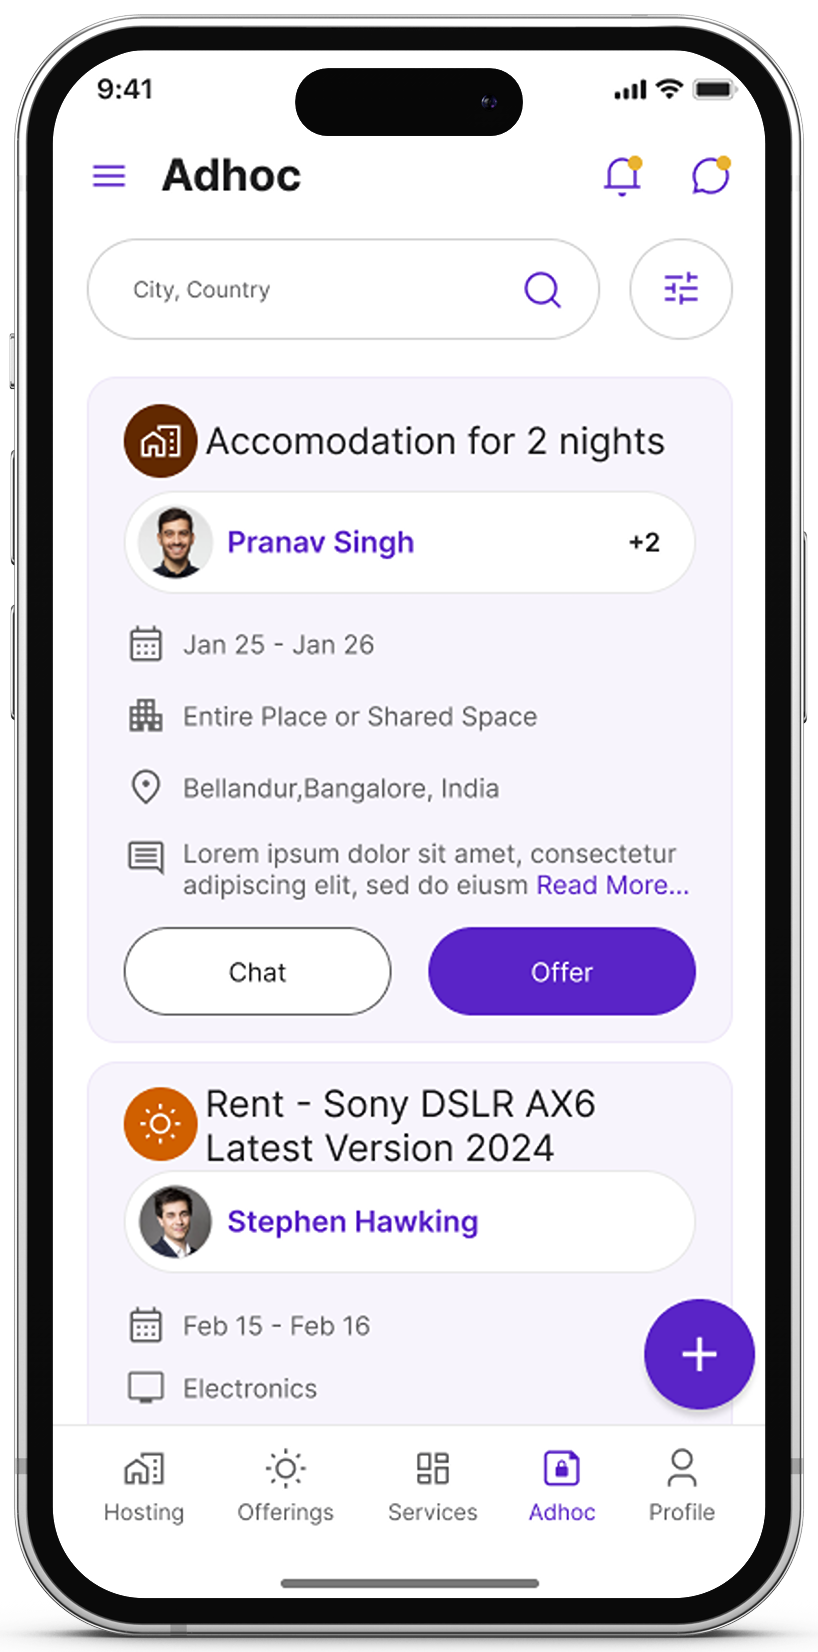 9:41
Adhoc
City, Country
Accomodation for 2 nights
Pranav Singh +2
Jan 25 - Jan 26
Entire Place or Shared Space
Bellandur,Bangalore, India
Lorem ipsum dolor sit amet, consectetur
adipiscing elit, sed do eiusm Read More...
Chat Offer
Rent - Sony DSLR AX6
Latest Version 2024
Stephen Hawking
Feb 15 - Feb 16
Electronics
Hosting Offerings Services Adhoc Profile